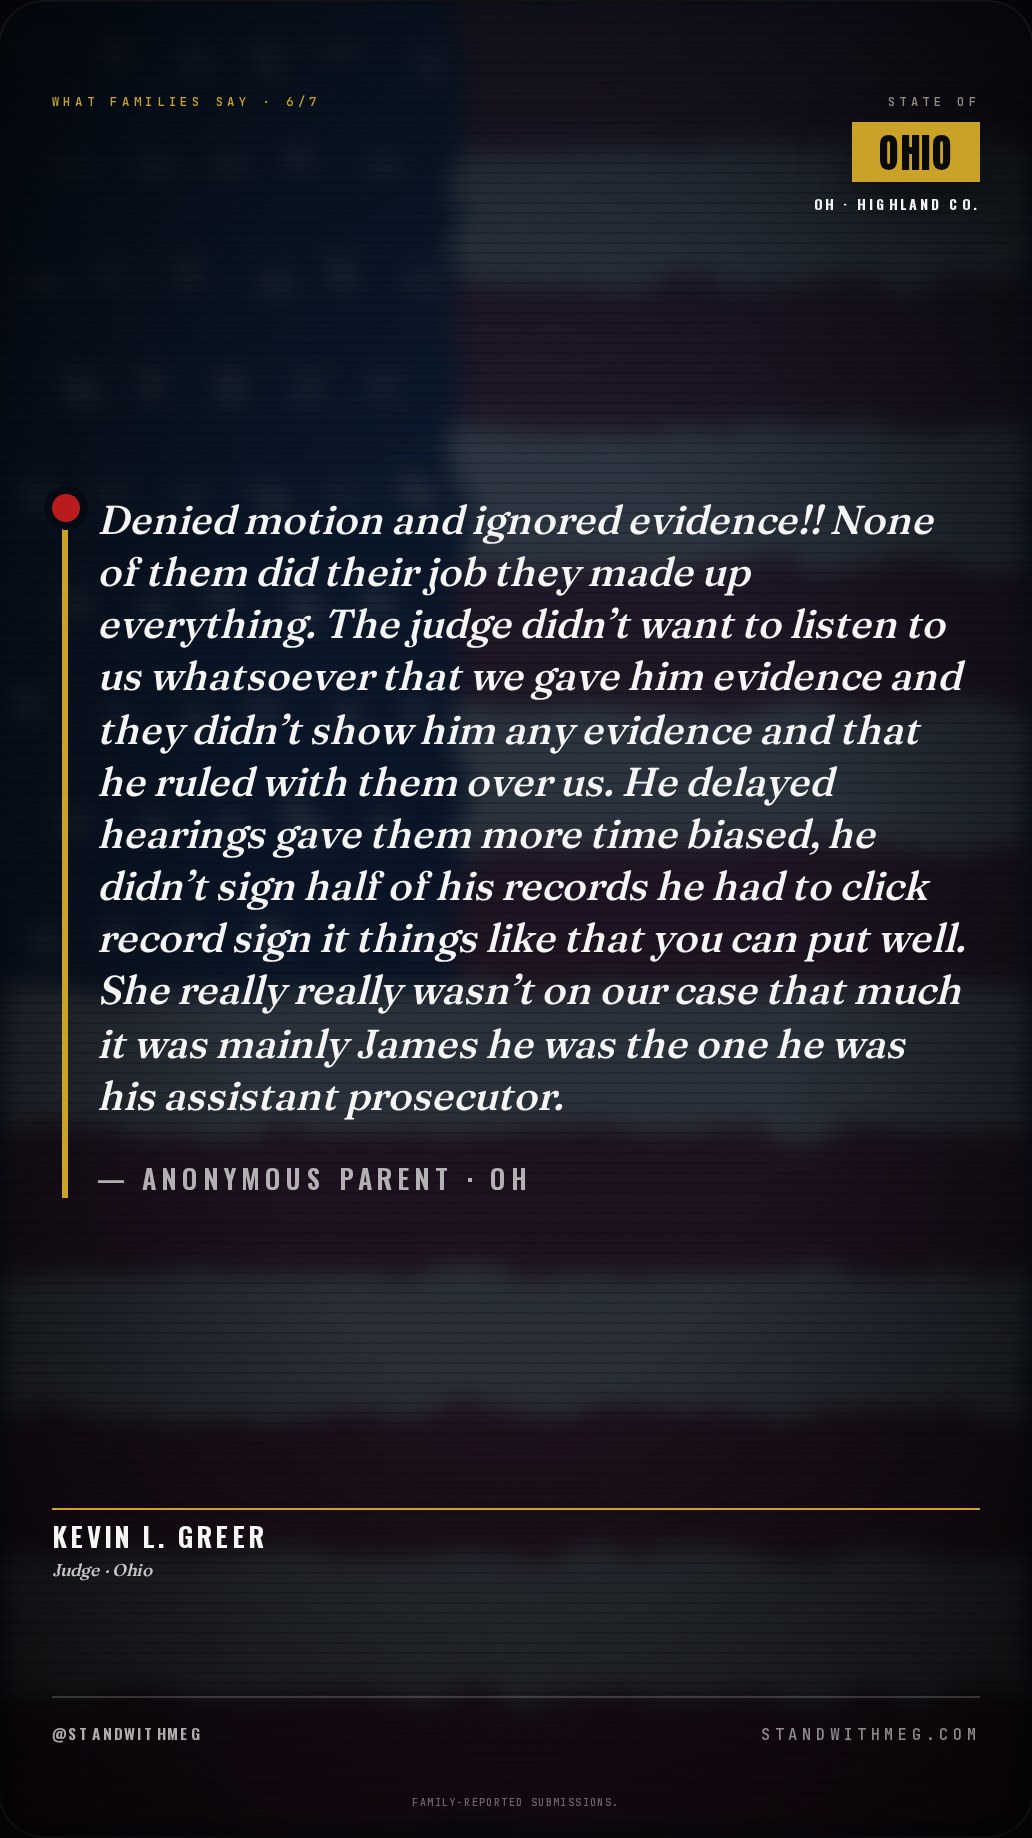 WHAT FAMILIES SAY · 6/7
STATE OF
OHIO
OH · HIGHLAND CO.
Denied motion and ignored evidence!! None
of them did their job they made up
everything. The judge didn’t want to listen to
us whatsoever that we gave him evidence and
they didn’t show him any evidence and that
he ruled with them over us. He delayed
hearings gave them more time biased, he
didn’t sign half of his records he had to click
record sign it things like that you can put well.
She really really wasn’t on our case that much
it was mainly James he was the one he was
his assistant prosecutor.
— ANONYMOUS PARENT · OH
KEVIN L. GREER
Judge · Ohio
@STANDWITHMEG
STANDWITHMEG.COM
FAMILY-REPORTED SUBMISSIONS.